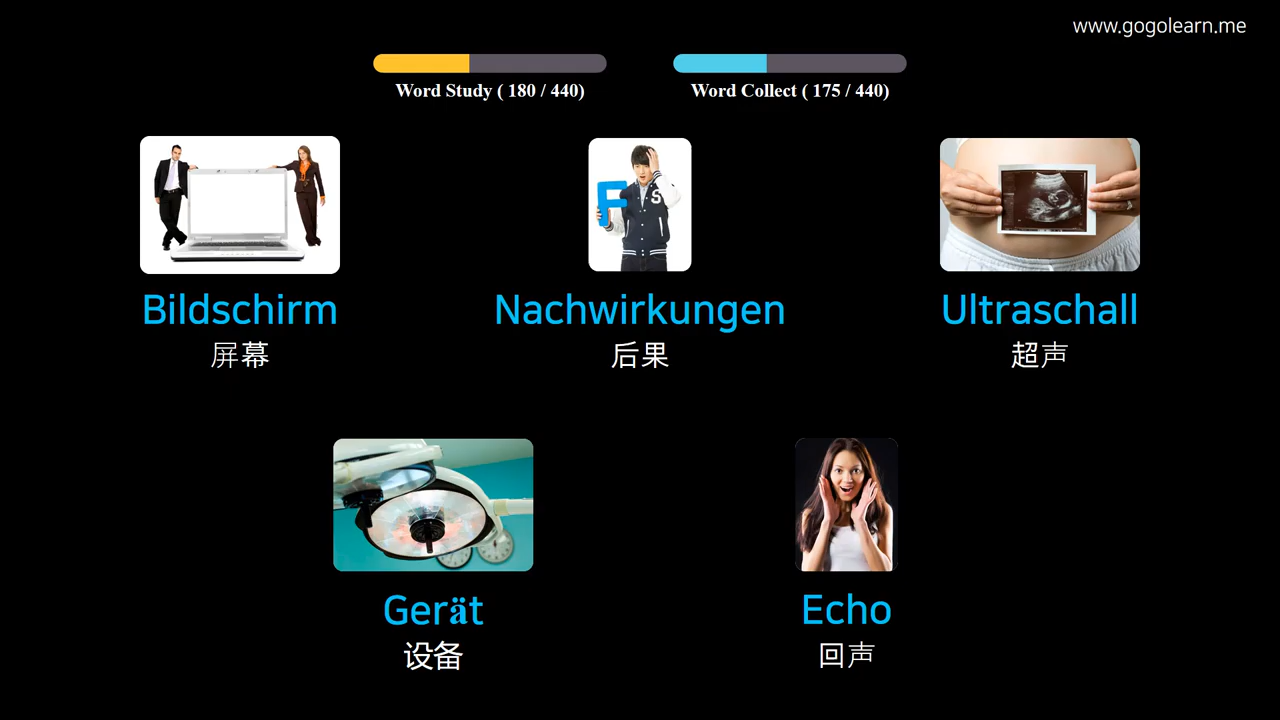 www.gogolearn.me
Word Study ( 180 / 440)
Word Collect ( 175 / 440)
F
S
Bildschirm
屏幕
Nachwirkungen
后果
Ultraschall
超声
Gerät
设备
Echo
回声